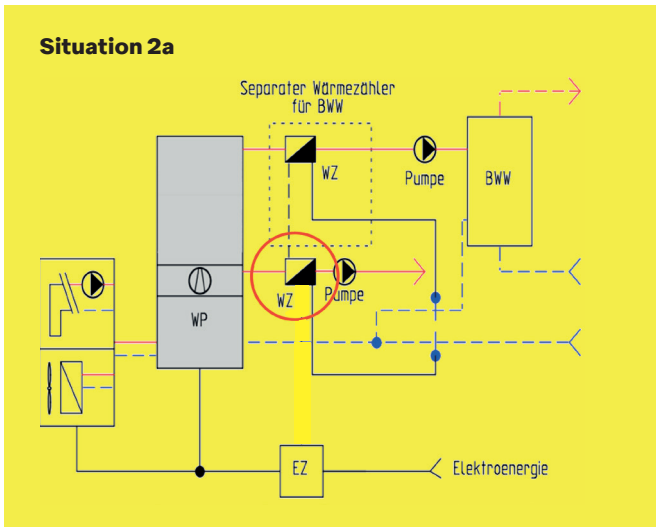 Situation 2a
Separater Wärmezähler
für BWW
WZ
Pumpe
BWW
WZ
Pumpe
WP
EZ
Elektroenergie